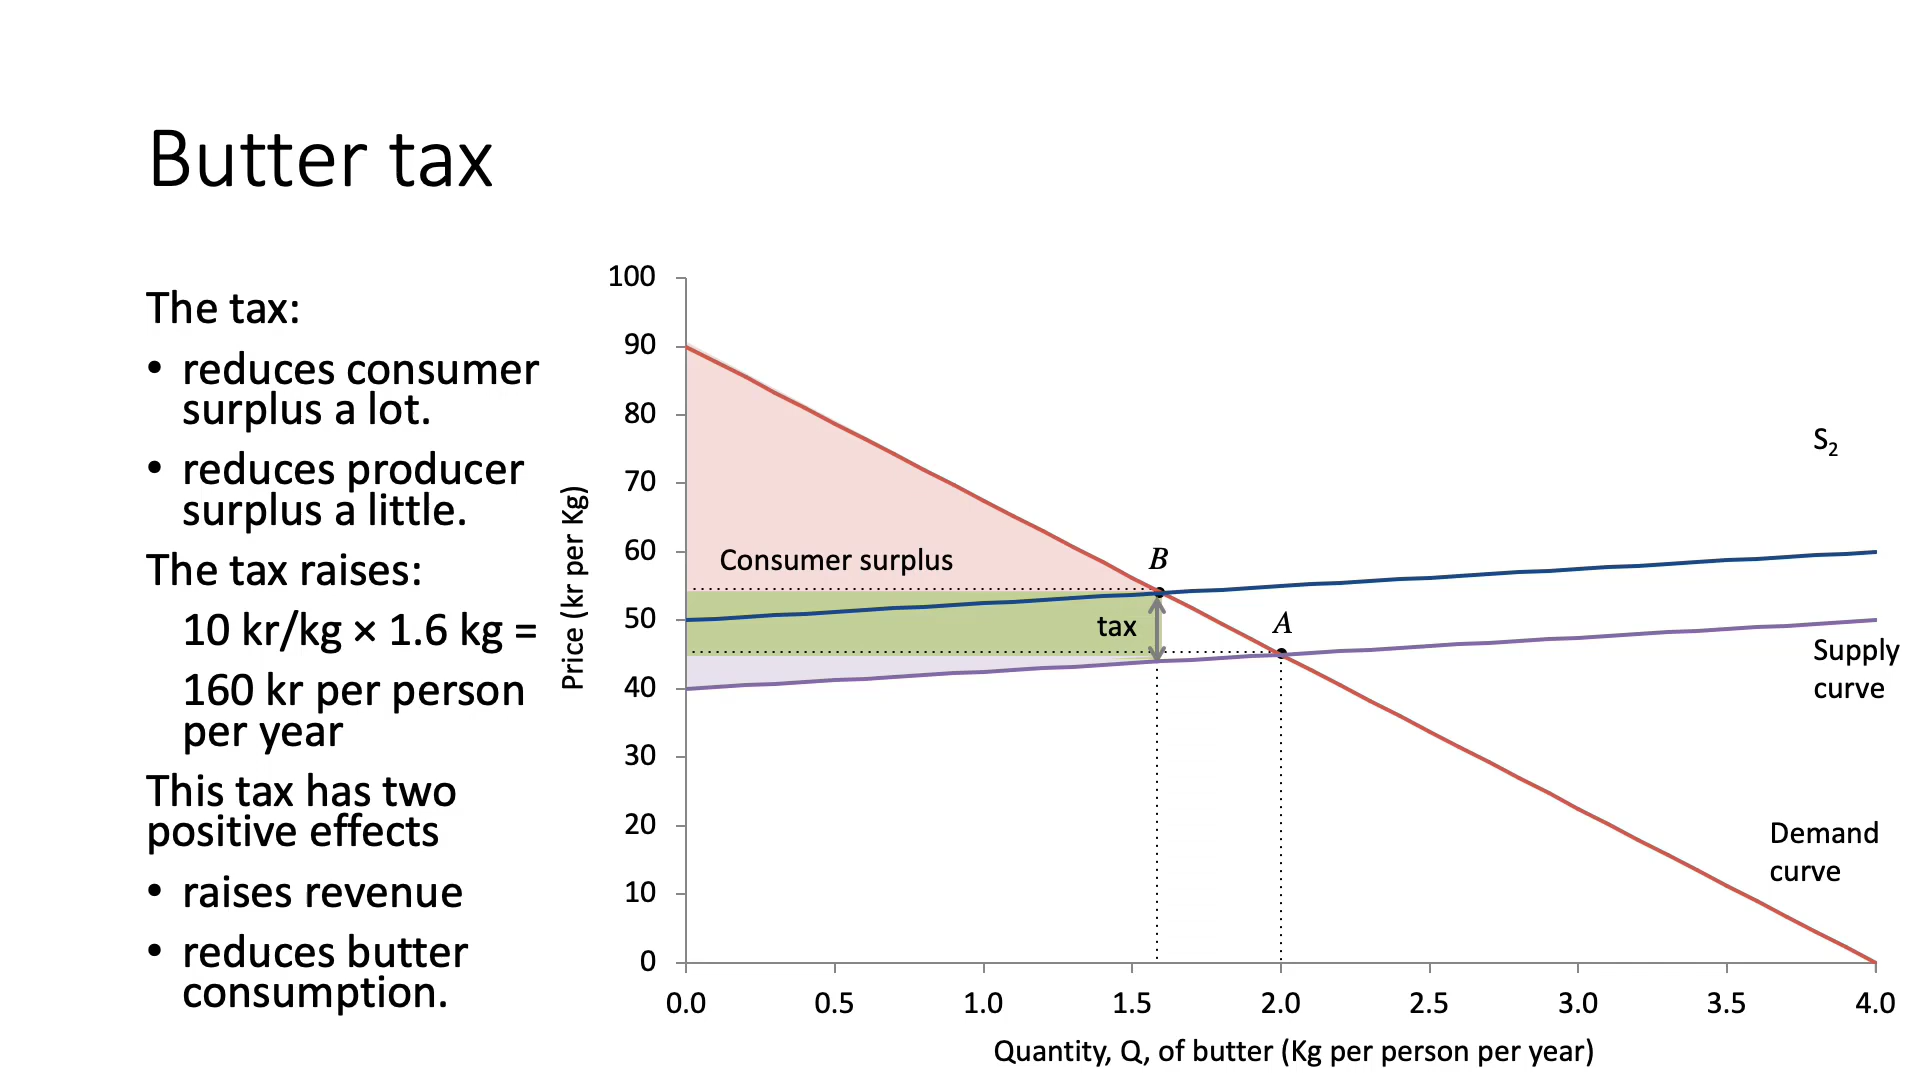 Butter tax
The tax:
• reduces consumer
surplus a lot.
• reduces producer
surplus a little.
The tax raises:
10 kr/kg × 1.6 kg =
160 kr per person
per year
This tax has two
positive effects
• raises revenue
• reduces butter
consumption.
Price (kr per Kg)
100
90
80
70
60
50
40
30
20
10
0
Consumer surplus
B
tax
A
S₂
Supply
curve
Demand
curve
0.0 0.5 1.0 1.5 2.0 2.5 3.0 3.5 4.0
Quantity, Q, of butter (Kg per person per year)